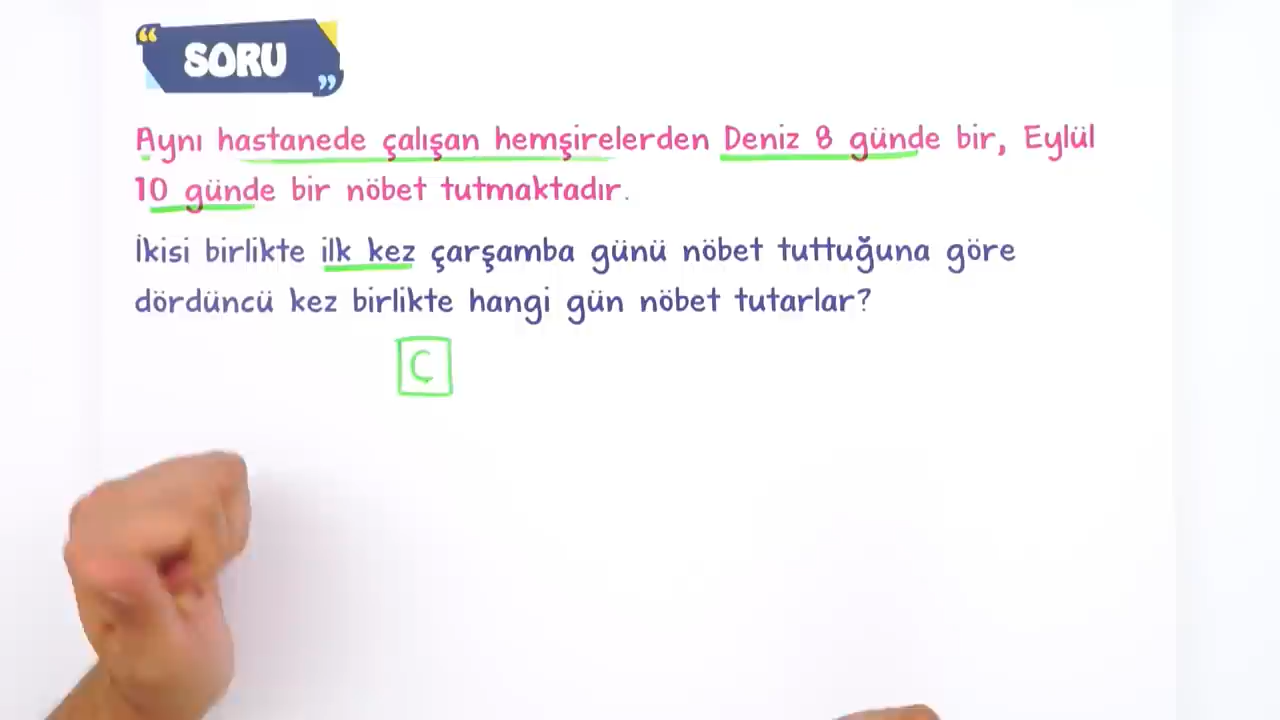 SORU
Aynı hastanede çalışan hemşirelerden Deniz 8 günde bir, Eylül
10 günde bir nöbet tutmaktadır.
İkisi birlikte ilk kez çarşamba günü nöbet tuttuğuna göre
dördüncü kez birlikte hangi gün nöbet tutarlar?
Ç